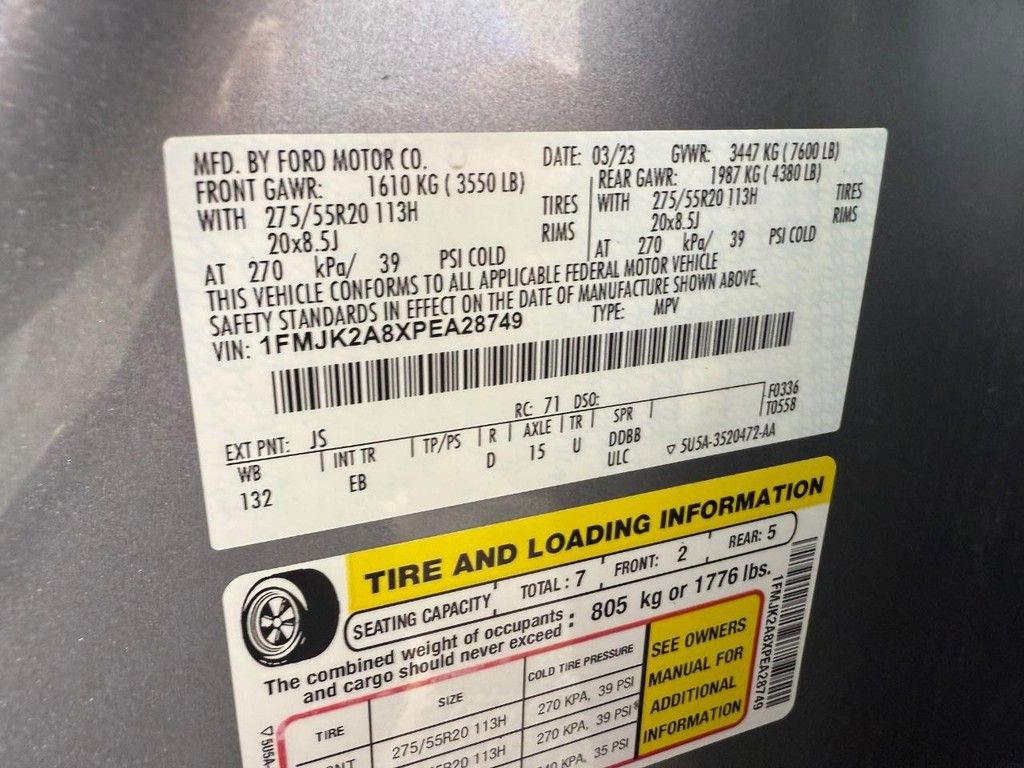 MFD. BY FORD MOTOR CO.
DATE: 03/23 GVWR: 3447 KG ( 7600 LB)
FRONT GAWR: 1610 KG ( 3550 LB)
WITH 275/55R20 113H TIRES
20x8.5J RIMS
AT 270 kPa/ 39 PSI COLD
REAR GAWR: 1987 KG ( 4380 LB)
WITH 275/55R20 113H TIRES
20x8.5J RIMS
AT 270 kPa/ 39 PSI COLD
THIS VEHICLE CONFORMS TO ALL APPLICABLE FEDERAL MOTOR VEHICLE
SAFETY STANDARDS IN EFFECT ON THE DATE OF MANUFACTURE SHOWN ABOVE.
VIN: 1FMJK2A8XPEA28749 TYPE: MPV
F0336
T0558
EXT PNT: JS RC: 71 DSO:
WB INT TR TP/PS R AXLE TR SPR
132 EB D 15 U DDBB
ULC
▽ 5U5A-3520472-AA
TIRE AND LOADING INFORMATION
SEATING CAPACITY TOTAL : 7 FRONT: 2 REAR: 5
The combined weight of occupants and cargo should never exceed : 805 kg or 1776 lbs.
TIRE SIZE COLD TIRE PRESSURE
275/55R20 113H 270 KPA, 39 PSI
113H 270 KPA, 39 PSI
35 PSI
SEE OWNERS
MANUAL FOR
ADDITIONAL
INFORMATION
1FMJK2A8XPEA28749
▽ 5U5A-